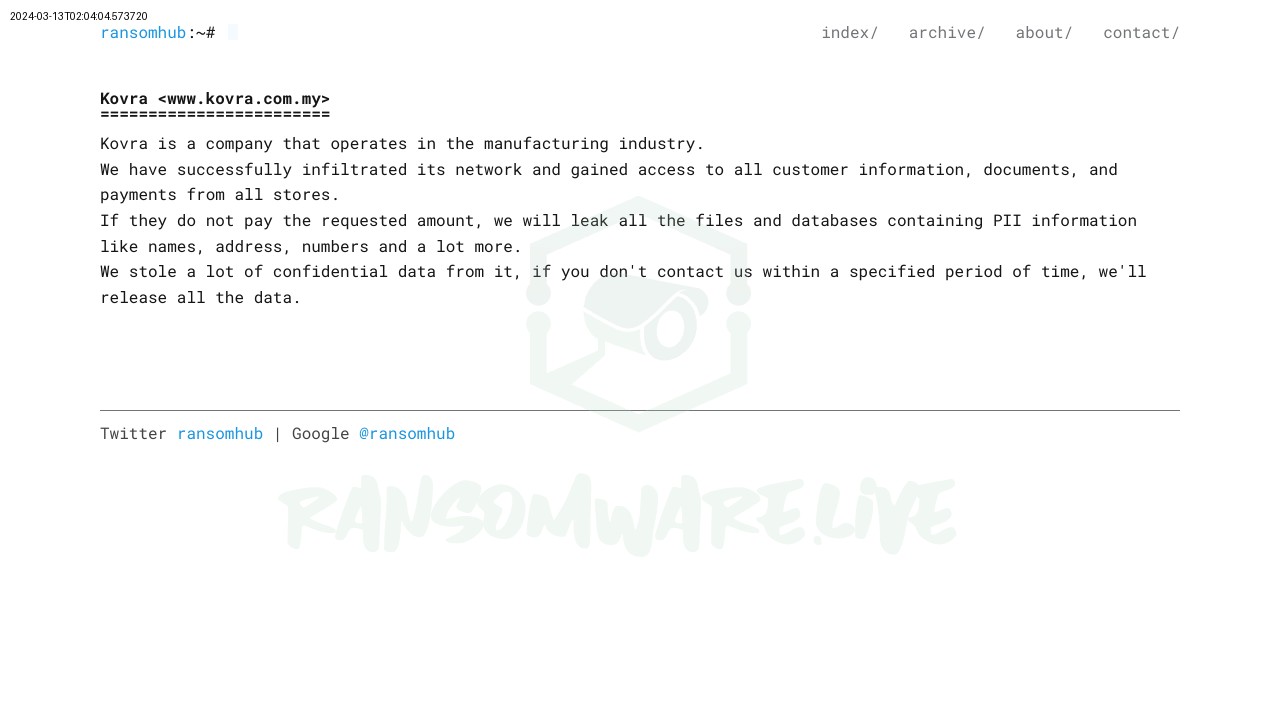 2024-03-13T02:04:04.573720
ransomhub:~#
index/ archive/ about/ contact/
Kovra <www.kovra.com.my>
========================
Kovra is a company that operates in the manufacturing industry.
We have successfully infiltrated its network and gained access to all customer information, documents, and
payments from all stores.
If they do not pay the requested amount, we will leak all the files and databases containing PII information
like names, address, numbers and a lot more.
We stole a lot of confidential data from it, if you don't contact us within a specified period of time, we'll
release all the data.
Twitter ransomhub | Google @ransomhub
RANSOMWARE.LIVE